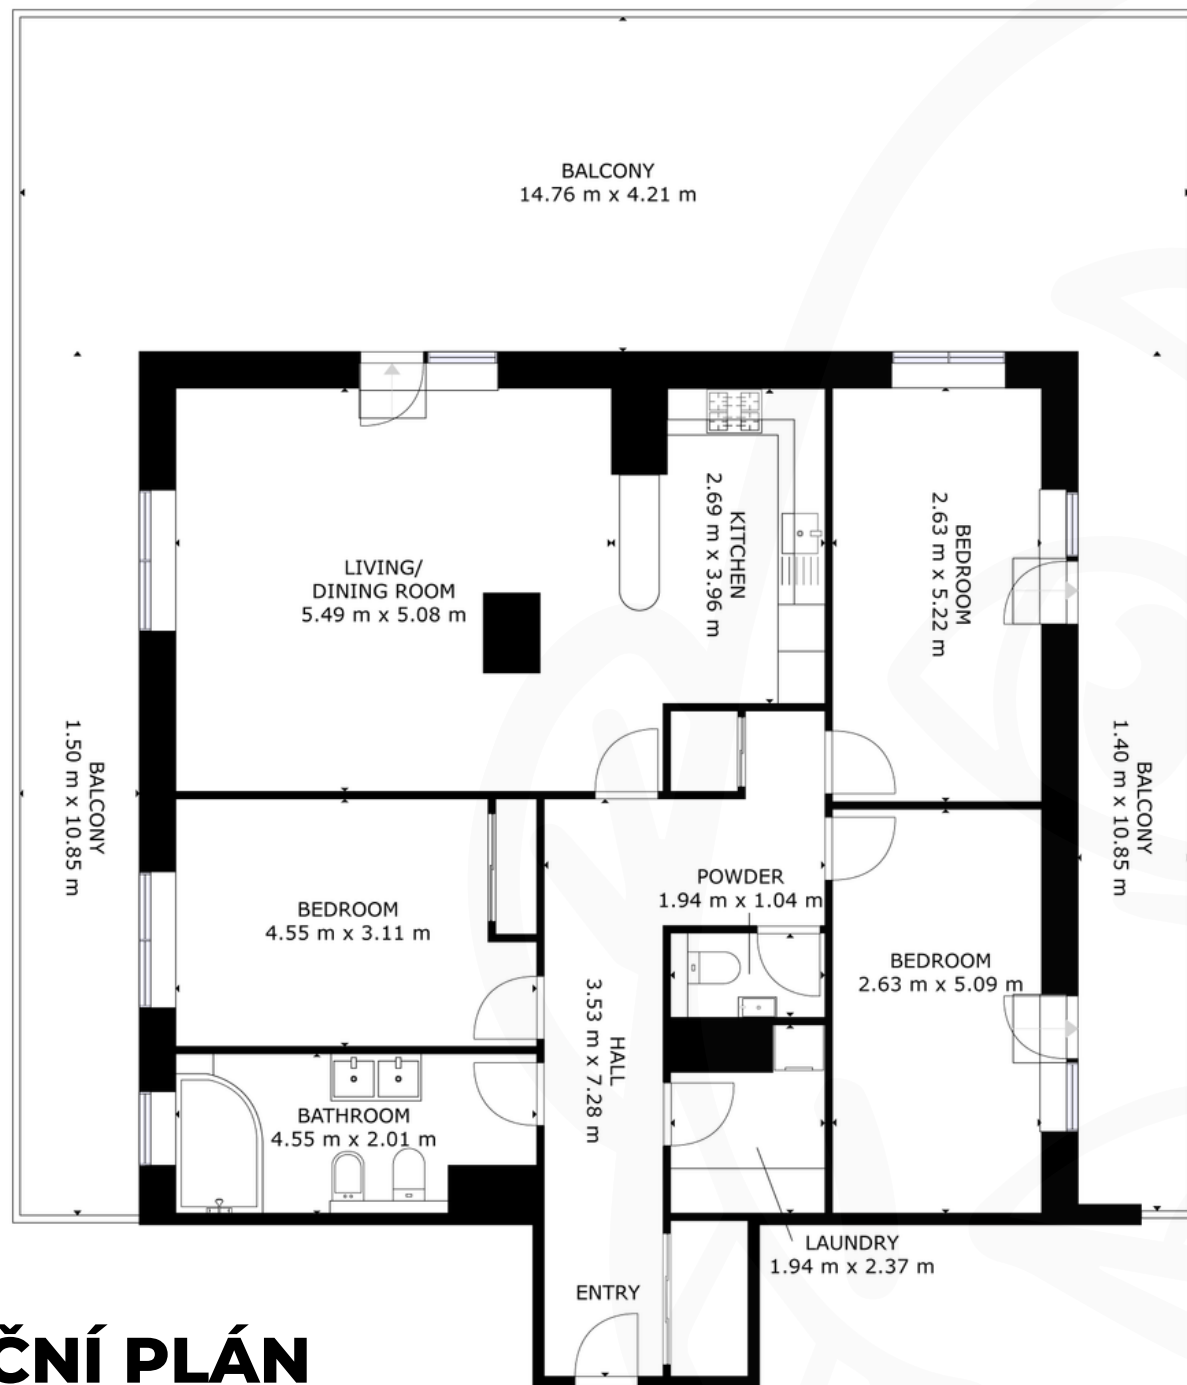 BALCONY
14.76 m x 4.21 m
LIVING/
DINING ROOM
5.49 m x 5.08 m
KITCHEN
2.69 m x 3.96 m
BEDROOM
2.63 m x 5.22 m
BALCONY
1.50 m x 10.85 m
BALCONY
1.40 m x 10.85 m
POWDER
1.94 m x 1.04 m
BEDROOM
4.55 m x 3.11 m
BEDROOM
2.63 m x 5.09 m
HALL
3.53 m x 7.28 m
BATHROOM
4.55 m x 2.01 m
LAUNDRY
1.94 m x 2.37 m
ENTRY
ČNÍ PLÁN